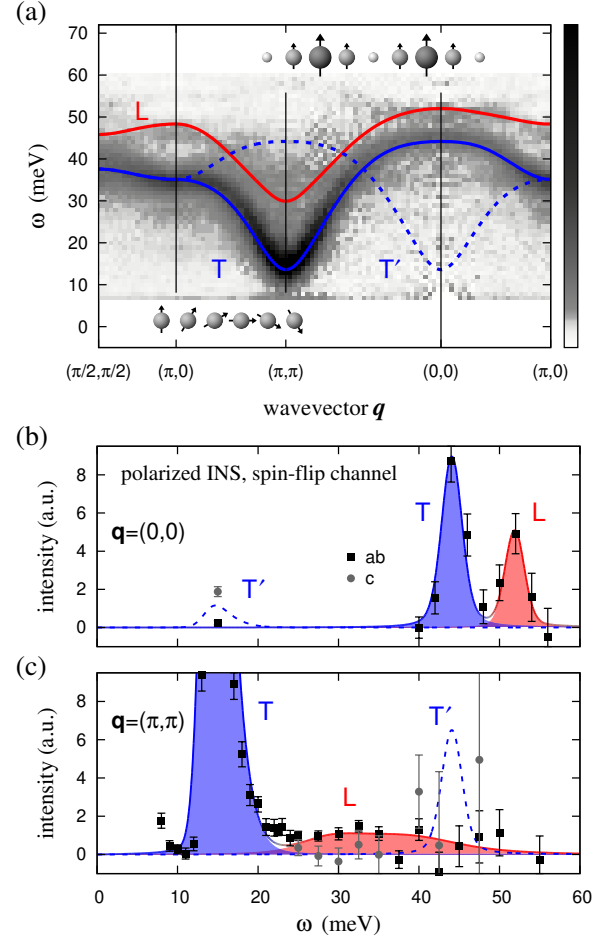 (a)
70
60
50
40
30
20
10
0
ω (meV)
L
T
T′
(π/2,π/2)
(π,0)
(π,π)
(0,0)
(π,0)
wavevector q
(b)
8
6
4
2
0
intensity (a.u.)
polarized INS, spin-flip channel
q=(0,0)
T′
ab
c
T
L
(c)
8
6
4
2
0
intensity (a.u.)
q=(π,π)
T
L
T′
0
10
20
30
40
50
60
ω (meV)